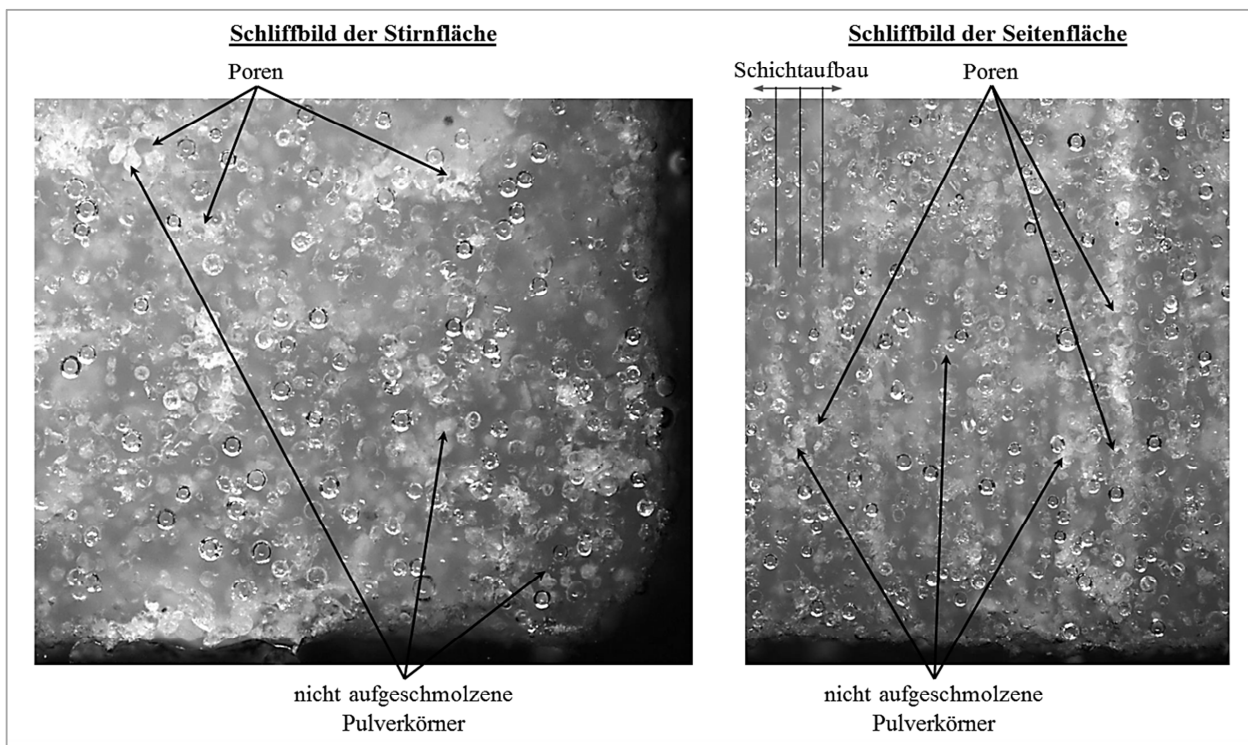 Schliffbild der Stirnfläche
Poren
nicht aufgeschmolzene
Pulverkörner
Schliffbild der Seitenfläche
Schichtaufbau
Poren
nicht aufgeschmolzene
Pulverkörner